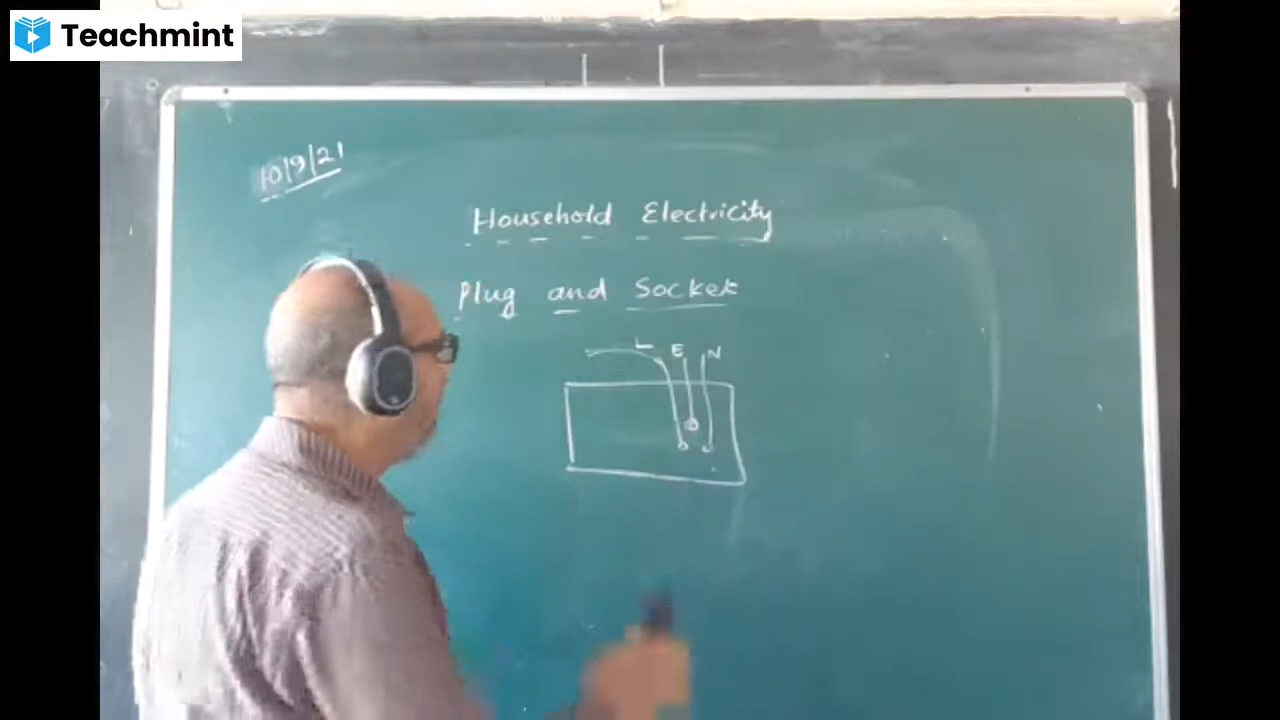 Teachmint
10/9/21
Household Electricity
Plug and Socket
L E N